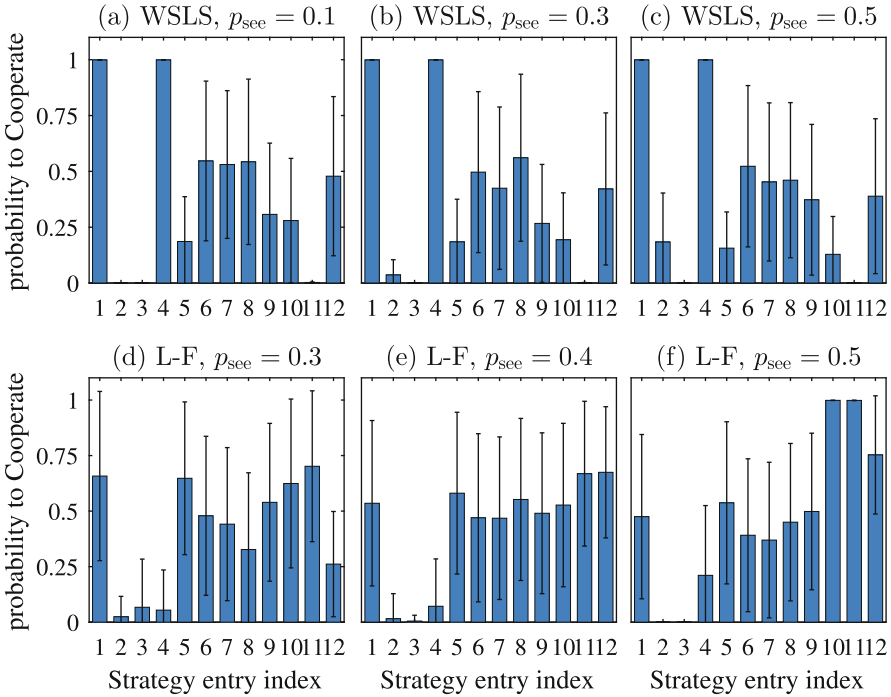 (a) WSLS, p_see = 0.1
(b) WSLS, p_see = 0.3
(c) WSLS, p_see = 0.5
probability to Cooperate
1
0.75
0.5
0.25
0
1 2 3 4 5 6 7 8 9 10 11 12
1 2 3 4 5 6 7 8 9 10 11 12
1 2 3 4 5 6 7 8 9 10 11 12
(d) L-F, p_see = 0.3
(e) L-F, p_see = 0.4
(f) L-F, p_see = 0.5
probability to Cooperate
1
0.75
0.5
0.25
0
1 2 3 4 5 6 7 8 9 10 11 12
1 2 3 4 5 6 7 8 9 10 11 12
1 2 3 4 5 6 7 8 9 10 11 12
Strategy entry index
Strategy entry index
Strategy entry index